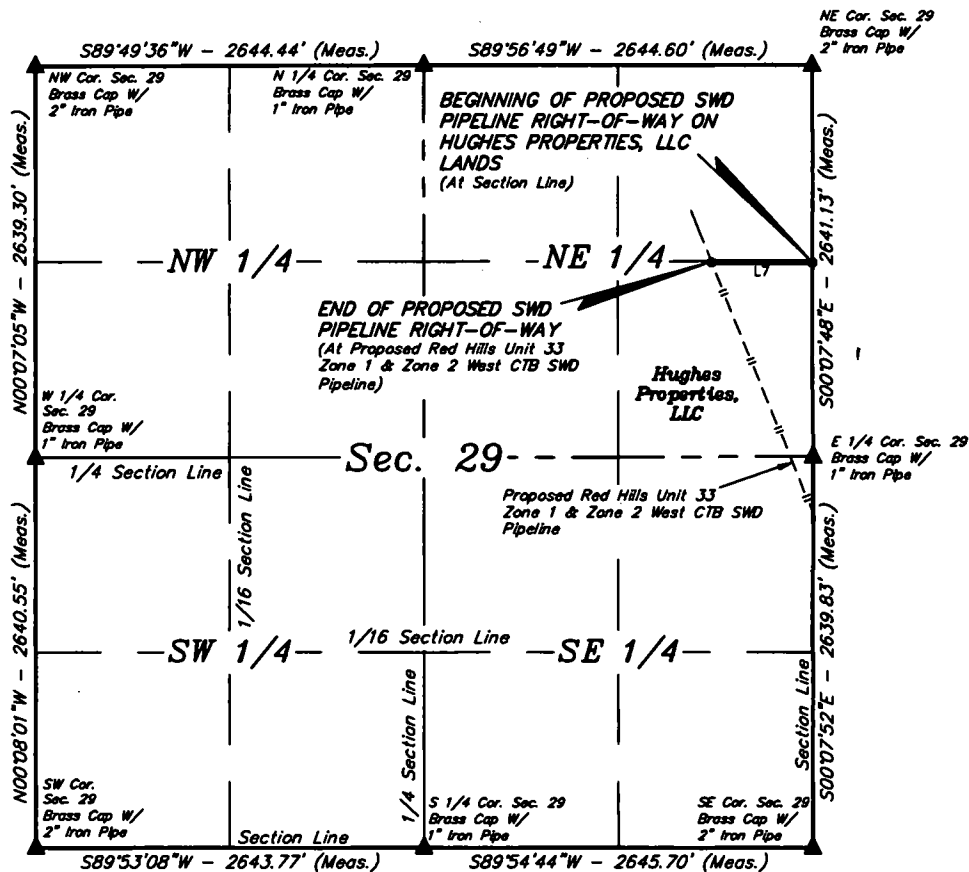 NE Cor. Sec. 29
Brass Cap W/
2" Iron Pipe
S89°49'36"W - 2644.44' (Meas.)
S89°56'49"W - 2644.60' (Meas.)
NW Cor. Sec. 29
Brass Cap W/
2" Iron Pipe
N 1/4 Cor. Sec. 29
Brass Cap W/
1" Iron Pipe
BEGINNING OF PROPOSED SWD
PIPELINE RIGHT-OF-WAY ON
HUGHES PROPERTIES, LLC
LANDS
(At Section Line)
N00°07'05"W - 2639.30' (Meas.)
S00°07'48"E - 2641.13' (Meas.)
NW 1/4
NE 1/4
L7
END OF PROPOSED SWD
PIPELINE RIGHT-OF-WAY
(At Proposed Red Hills Unit 33
Zone 1 & Zone 2 West CTB SWD
Pipeline)
Hughes
Properties,
LLC
W 1/4 Cor.
Sec. 29
Brass Cap W/
1" Iron Pipe
E 1/4 Cor. Sec. 29
Brass Cap W/
1" Iron Pipe
1/4 Section Line
Sec. 29
Proposed Red Hills Unit 33
Zone 1 & Zone 2 West CTB SWD
Pipeline
1/16 Section Line
N00°08'01"W - 2640.55' (Meas.)
S00°07'52"E - 2639.83' (Meas.)
1/16 Section Line
SW 1/4
SE 1/4
1/4 Section Line
Section Line
SW Cor.
Sec. 29
Brass Cap W/
2" Iron Pipe
S 1/4 Cor. Sec. 29
Brass Cap W/
1" Iron Pipe
SE Cor. Sec. 29
Brass Cap W/
2" Iron Pipe
Section Line
S89°53'08"W - 2643.77' (Meas.)
S89°54'44"W - 2645.70' (Meas.)